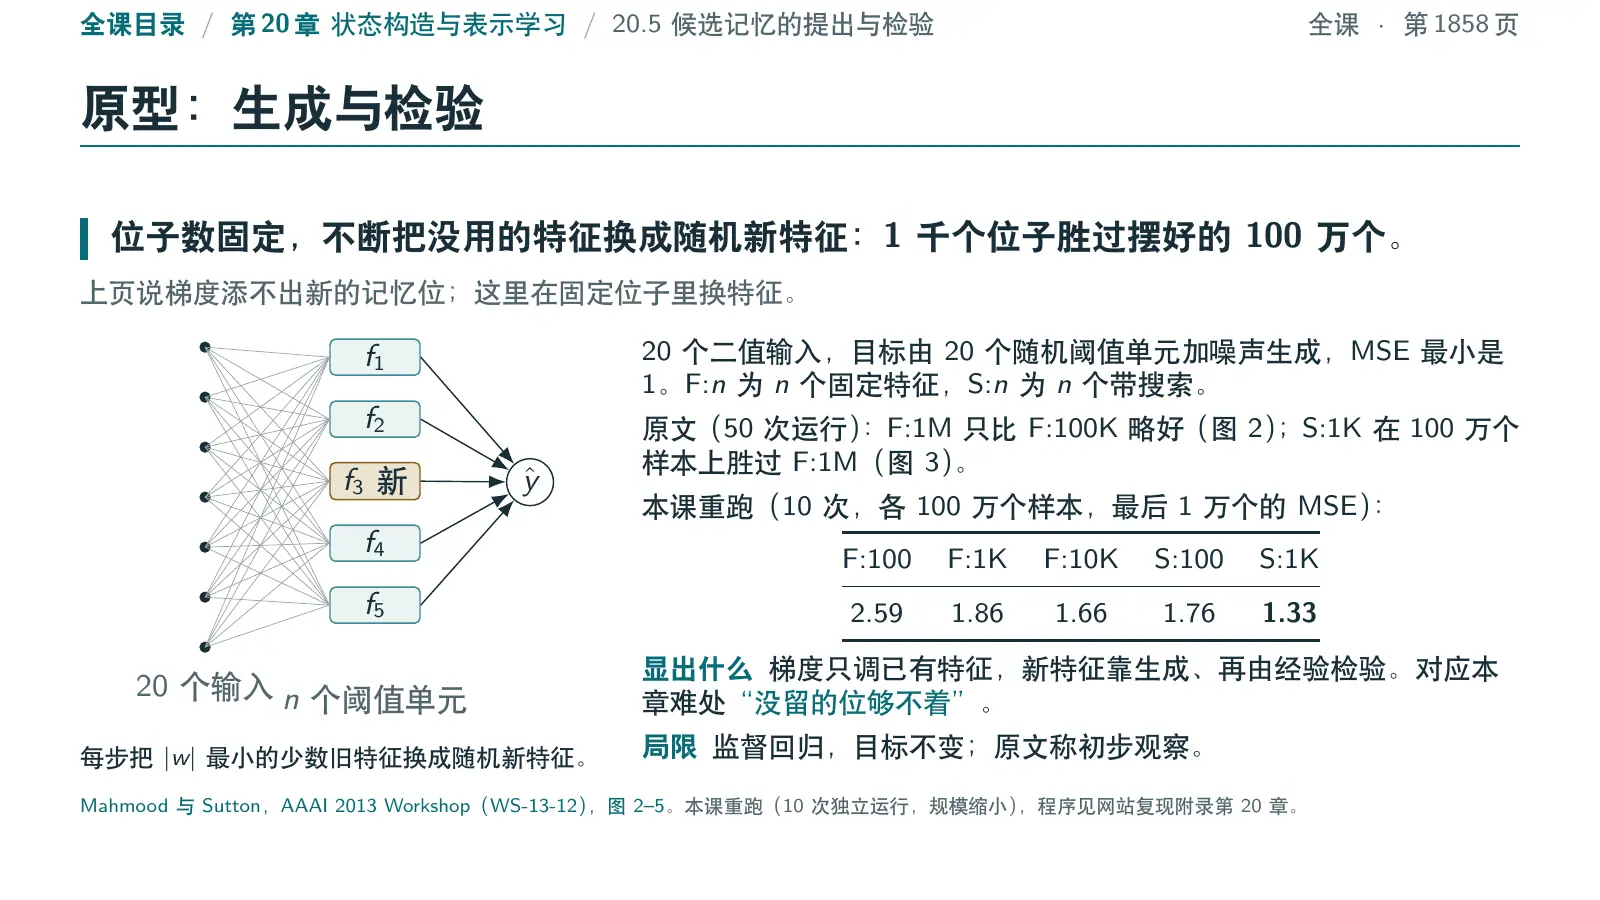 全课目录 / 第 20 章 状态构造与表示学习 / 20.5 候选记忆的提出与检验
全课 · 第 1858 页
原型：生成与检验
位子数固定，不断把没用的特征换成随机新特征：1 千个位子胜过摆好的 100 万个。
上页说梯度添不出新的记忆位；这里在固定位子里换特征。
f1
f2
f3 新
f4
f5
ŷ
20 个输入
n 个阈值单元
每步把 |w| 最小的少数旧特征换成随机新特征。
20 个二值输入，目标由 20 个随机阈值单元加噪声生成，MSE 最小是
1。F:n 为 n 个固定特征，S:n 为 n 个带搜索。
原文（50 次运行）：F:1M 只比 F:100K 略好（图 2）；S:1K 在 100 万个
样本上胜过 F:1M（图 3）。
本课重跑（10 次，各 100 万个样本，最后 1 万个的 MSE）：
F:100 F:1K F:10K S:100 S:1K
2.59 1.86 1.66 1.76 1.33
显出什么 梯度只调已有特征，新特征靠生成、再由经验检验。对应本
章难处“没留的位够不着”。
局限 监督回归，目标不变；原文称初步观察。
Mahmood 与 Sutton，AAAI 2013 Workshop（WS-13-12），图 2–5。本课重跑（10 次独立运行，规模缩小），程序见网站复现附录第 20 章。